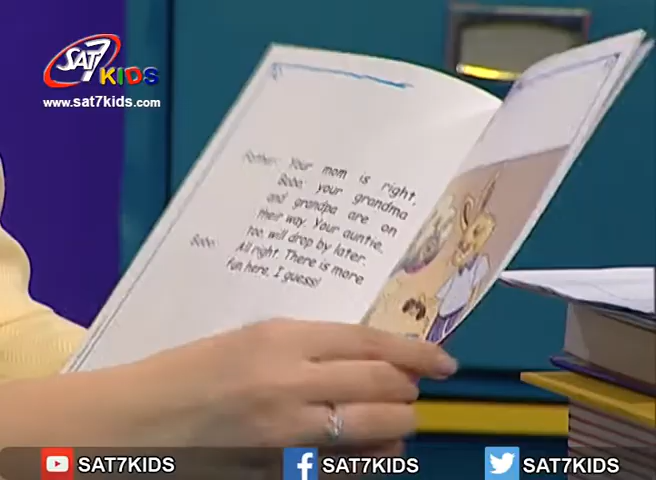 SAT7
KIDS
www.sat7kids.com
Father: Your mom is right,
Bobo: your grandma
and grandpa are on
their way. Your auntie,
too, will drop by later.
Bobo: All right. There is more
fun here, I guess!
SAT7KIDS
SAT7KIDS
SAT7KIDS